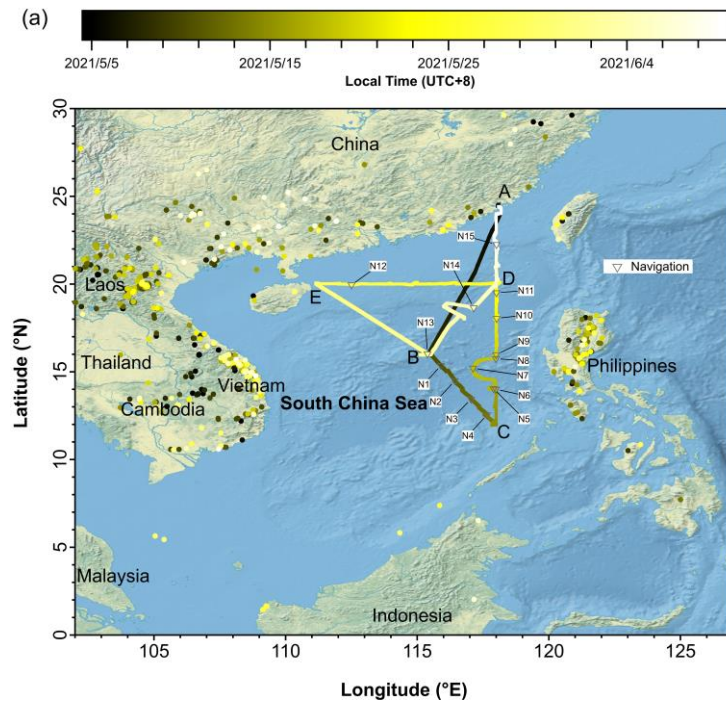 (a)
2021/5/5 2021/5/15 2021/5/25 2021/6/4
Local Time (UTC+8)
30
China
25
A
N15
N12
N14
Navigation
Laos
20
D
E
N11
N10
N13
N9
Thailand
B
N8
Philippines
15
Vietnam
N1
N7
N2
Cambodia
South China Sea
N6
N3
C
N5
N4
10
5
Malaysia
Indonesia
0
105 110 115 120 125
Latitude (°N)
Longitude (°E)